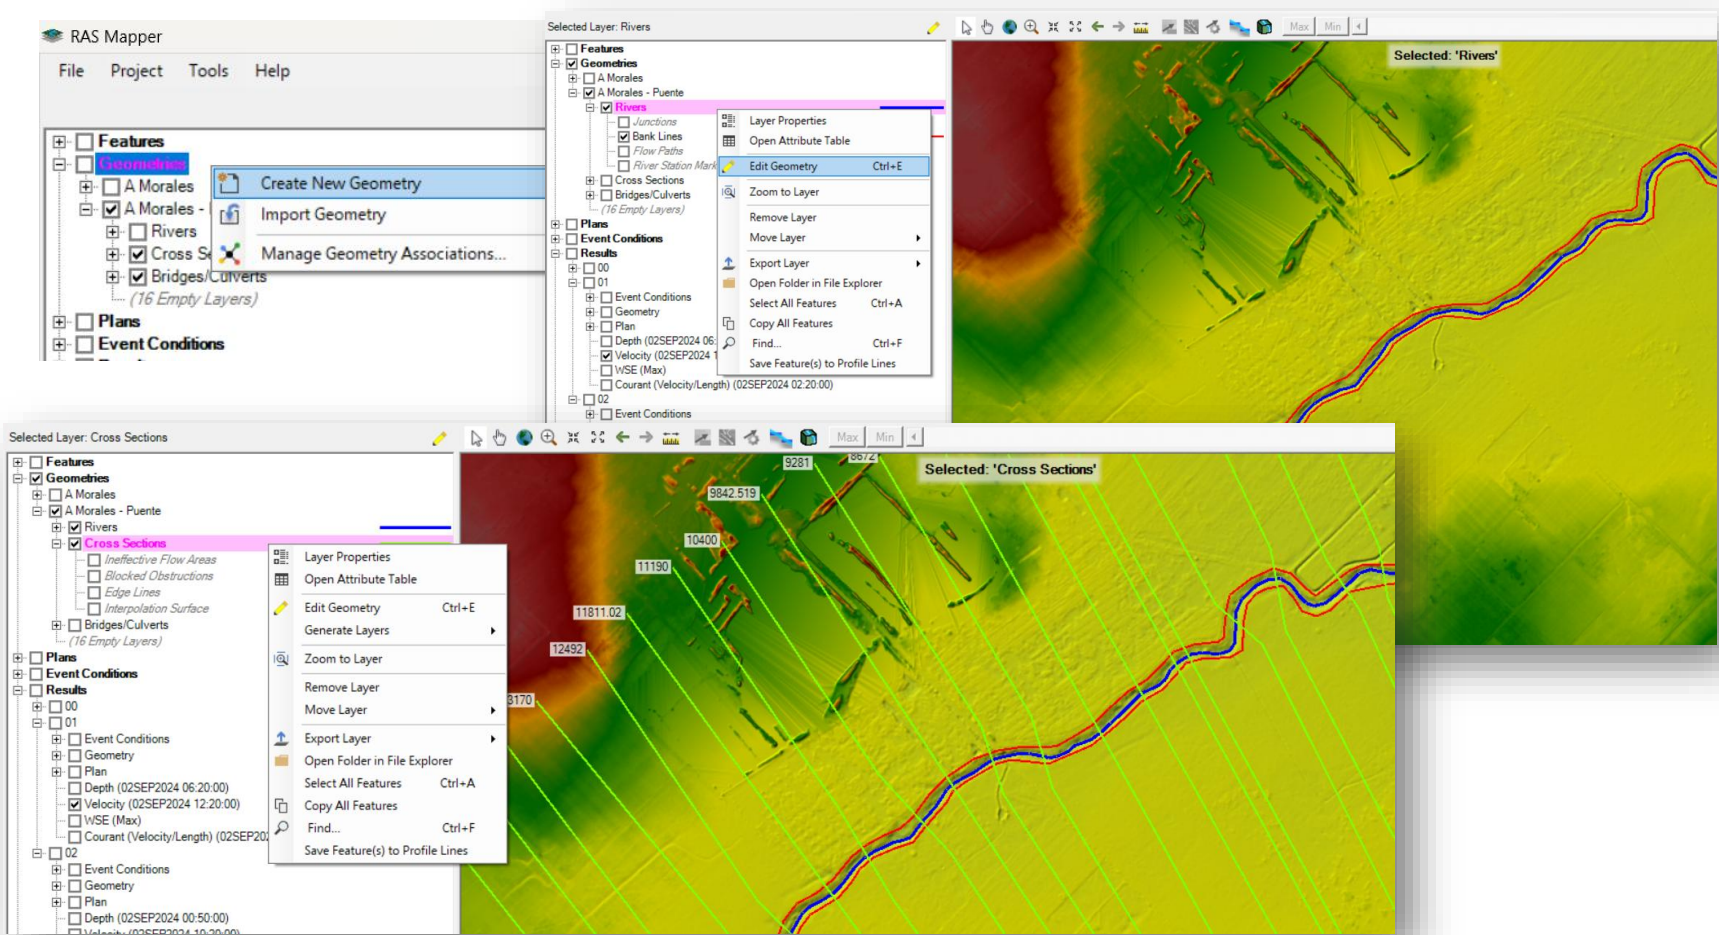 RAS Mapper
File Project Tools Help
Features
Geometries
A Morales
A Morales -
Rivers
Cross Se
Bridges/Culverts
(16 Empty Layers)
Plans
Event Conditions
Create New Geometry
Import Geometry
Manage Geometry Associations...
Selected Layer: Rivers
Max Min
Features
Geometries
A Morales
A Morales - Puente
Rivers
Junctions
Bank Lines
Flow Paths
River Station Mark
Cross Sections
Bridges/Culverts
(16 Empty Layers)
Plans
Event Conditions
Results
00
01
Event Conditions
Geometry
Plan
Depth (02SEP2024 06:
Velocity (02SEP2024 1
WSE (Max)
Courant (Velocity/Length) (02SEP2024 02:20:00)
02
Event Conditions
Layer Properties
Open Attribute Table
Edit Geometry Ctrl+E
Zoom to Layer
Remove Layer
Move Layer
Export Layer
Open Folder in File Explorer
Select All Features Ctrl+A
Copy All Features
Find... Ctrl+F
Save Feature(s) to Profile Lines
Selected: 'Rivers'
Selected Layer: Cross Sections
Max Min
Features
Geometries
A Morales
A Morales - Puente
Rivers
Cross Sections
Ineffective Flow Areas
Blocked Obstructions
Edge Lines
Interpolation Surface
Bridges/Culverts
(16 Empty Layers)
Plans
Event Conditions
Results
00
01
Event Conditions
Geometry
Plan
Depth (02SEP2024 06:20:00)
Velocity (02SEP2024 12:20:00)
WSE (Max)
Courant (Velocity/Length) (02SEP202
02
Event Conditions
Geometry
Plan
Depth (02SEP2024 00:50:00)
Velocity (02SEP2024 10:20:00)
Layer Properties
Open Attribute Table
Edit Geometry Ctrl+E
Generate Layers
Zoom to Layer
Remove Layer
Move Layer
Export Layer
Open Folder in File Explorer
Select All Features Ctrl+A
Copy All Features
Find... Ctrl+F
Save Feature(s) to Profile Lines
Selected: 'Cross Sections'
8672
9281
9842.519
10400
11190
11811.02
12492
3170